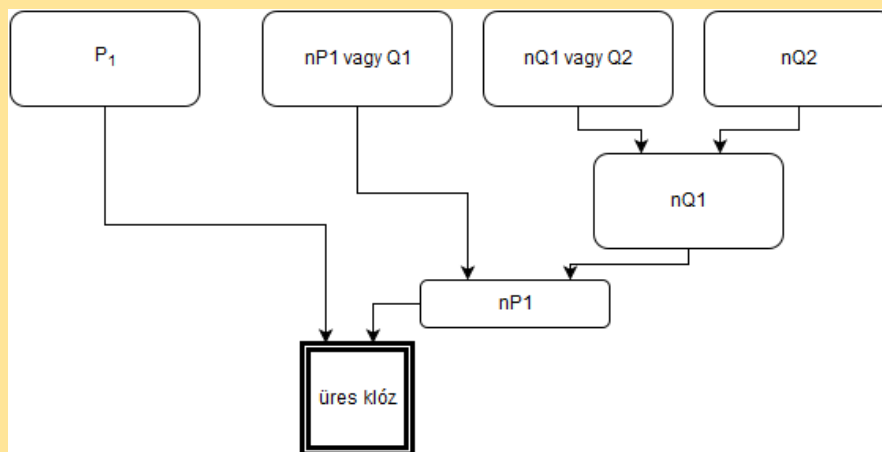 P₁
nP1 vagy Q1
nQ1 vagy Q2
nQ2
nQ1
nP1
üres klóz